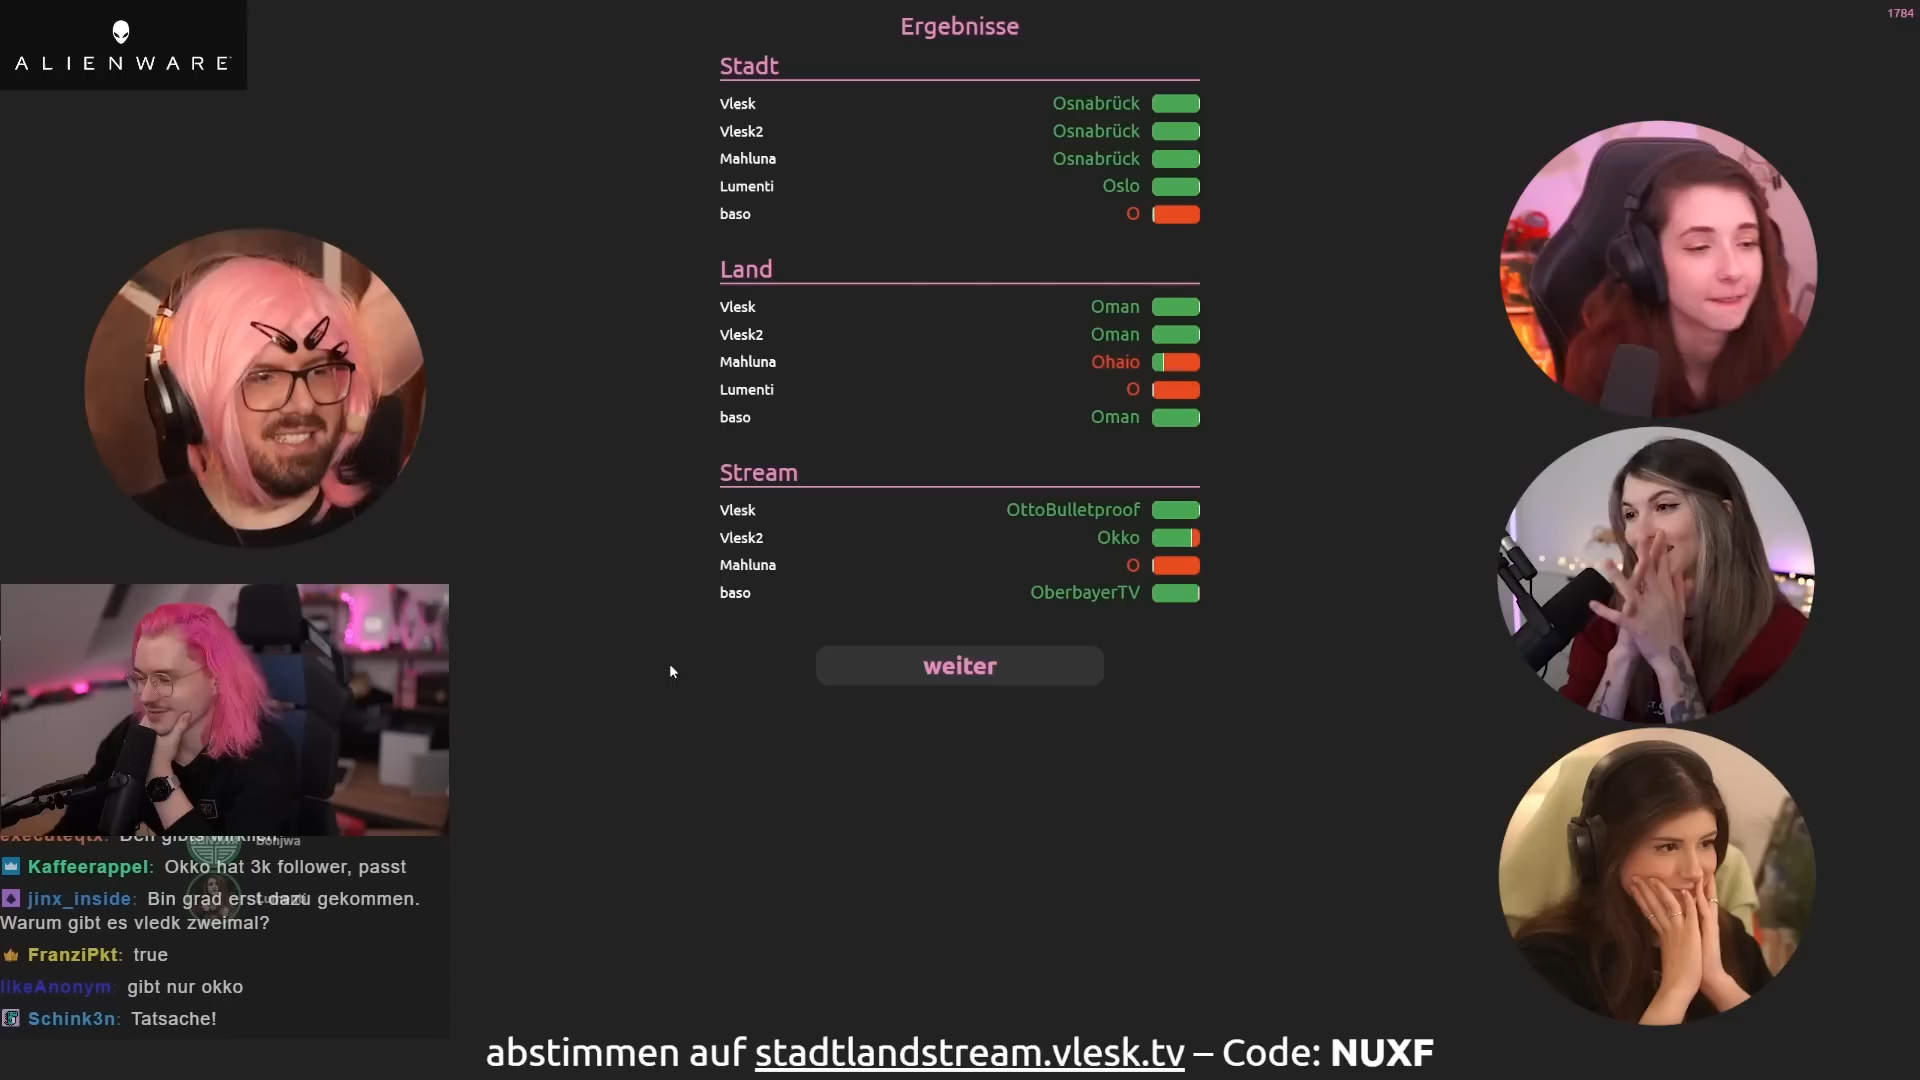 ALIENWARE
Ergebnisse
1784
Stadt
Vlesk Osnabrück
Vlesk2 Osnabrück
Mahluna Osnabrück
Lumenti Oslo
baso O
Land
Vlesk Oman
Vlesk2 Oman
Mahluna Ohaio
Lumenti O
baso Oman
Stream
Vlesk OttoBulletproof
Vlesk2 Okko
Mahluna O
baso OberbayerTV
weiter
Bonjwa
Kaffeerappel: Okko hat 3k follower, passt
jinx_inside: Bin grad erst dazu gekommen.
Warum gibt es vledk zweimal?
FranziPkt: true
likeAnonym: gibt nur okko
Schink3n: Tatsache!
abstimmen auf stadtlandstream.vlesk.tv – Code: NUXF